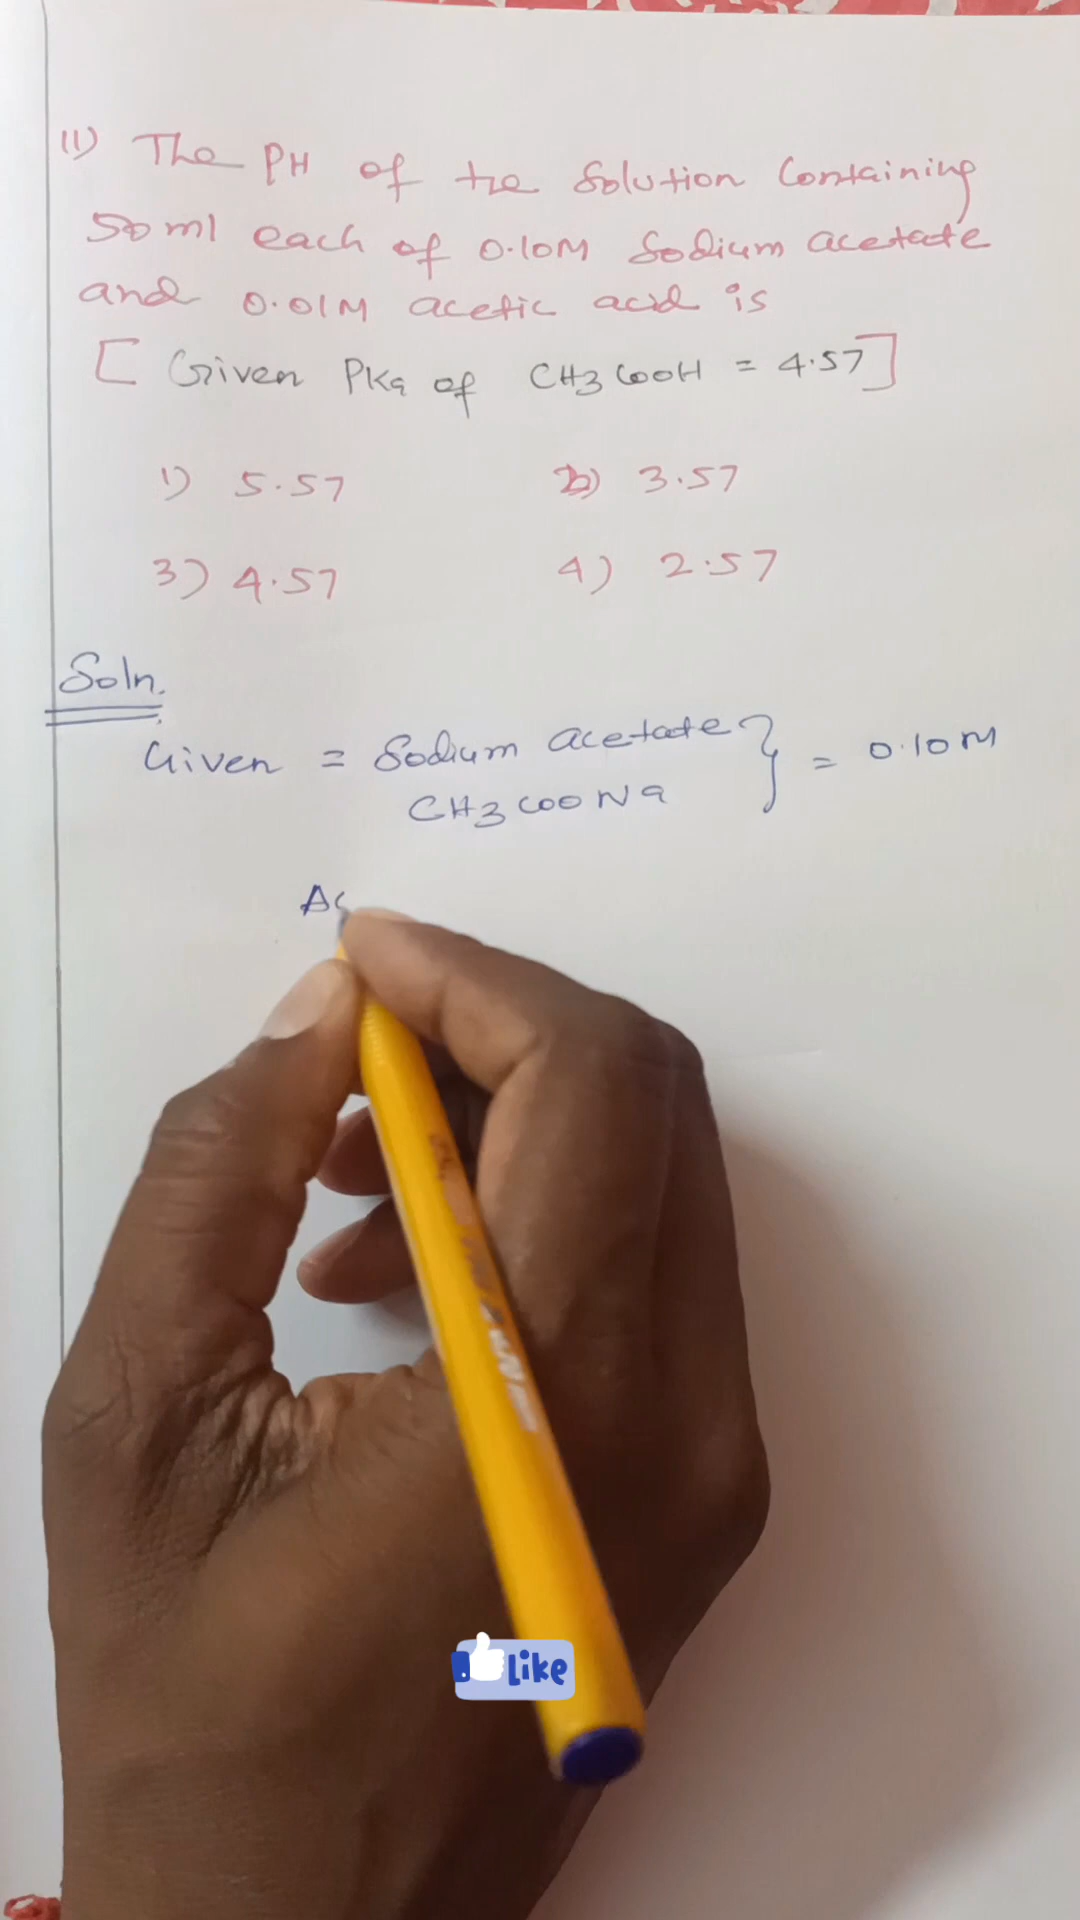 11) The PH of the Solution Containing
50 ml each of 0.10M Sodium acetate
and 0.01M acetic acid is
[ Given PKa of CH3COOH = 4.57]
1) 5.57 2) 3.57
3) 4.57 4) 2.57
Soln.
Given = Sodium acetate } = 0.10M
CH3COONa
Ac
Like